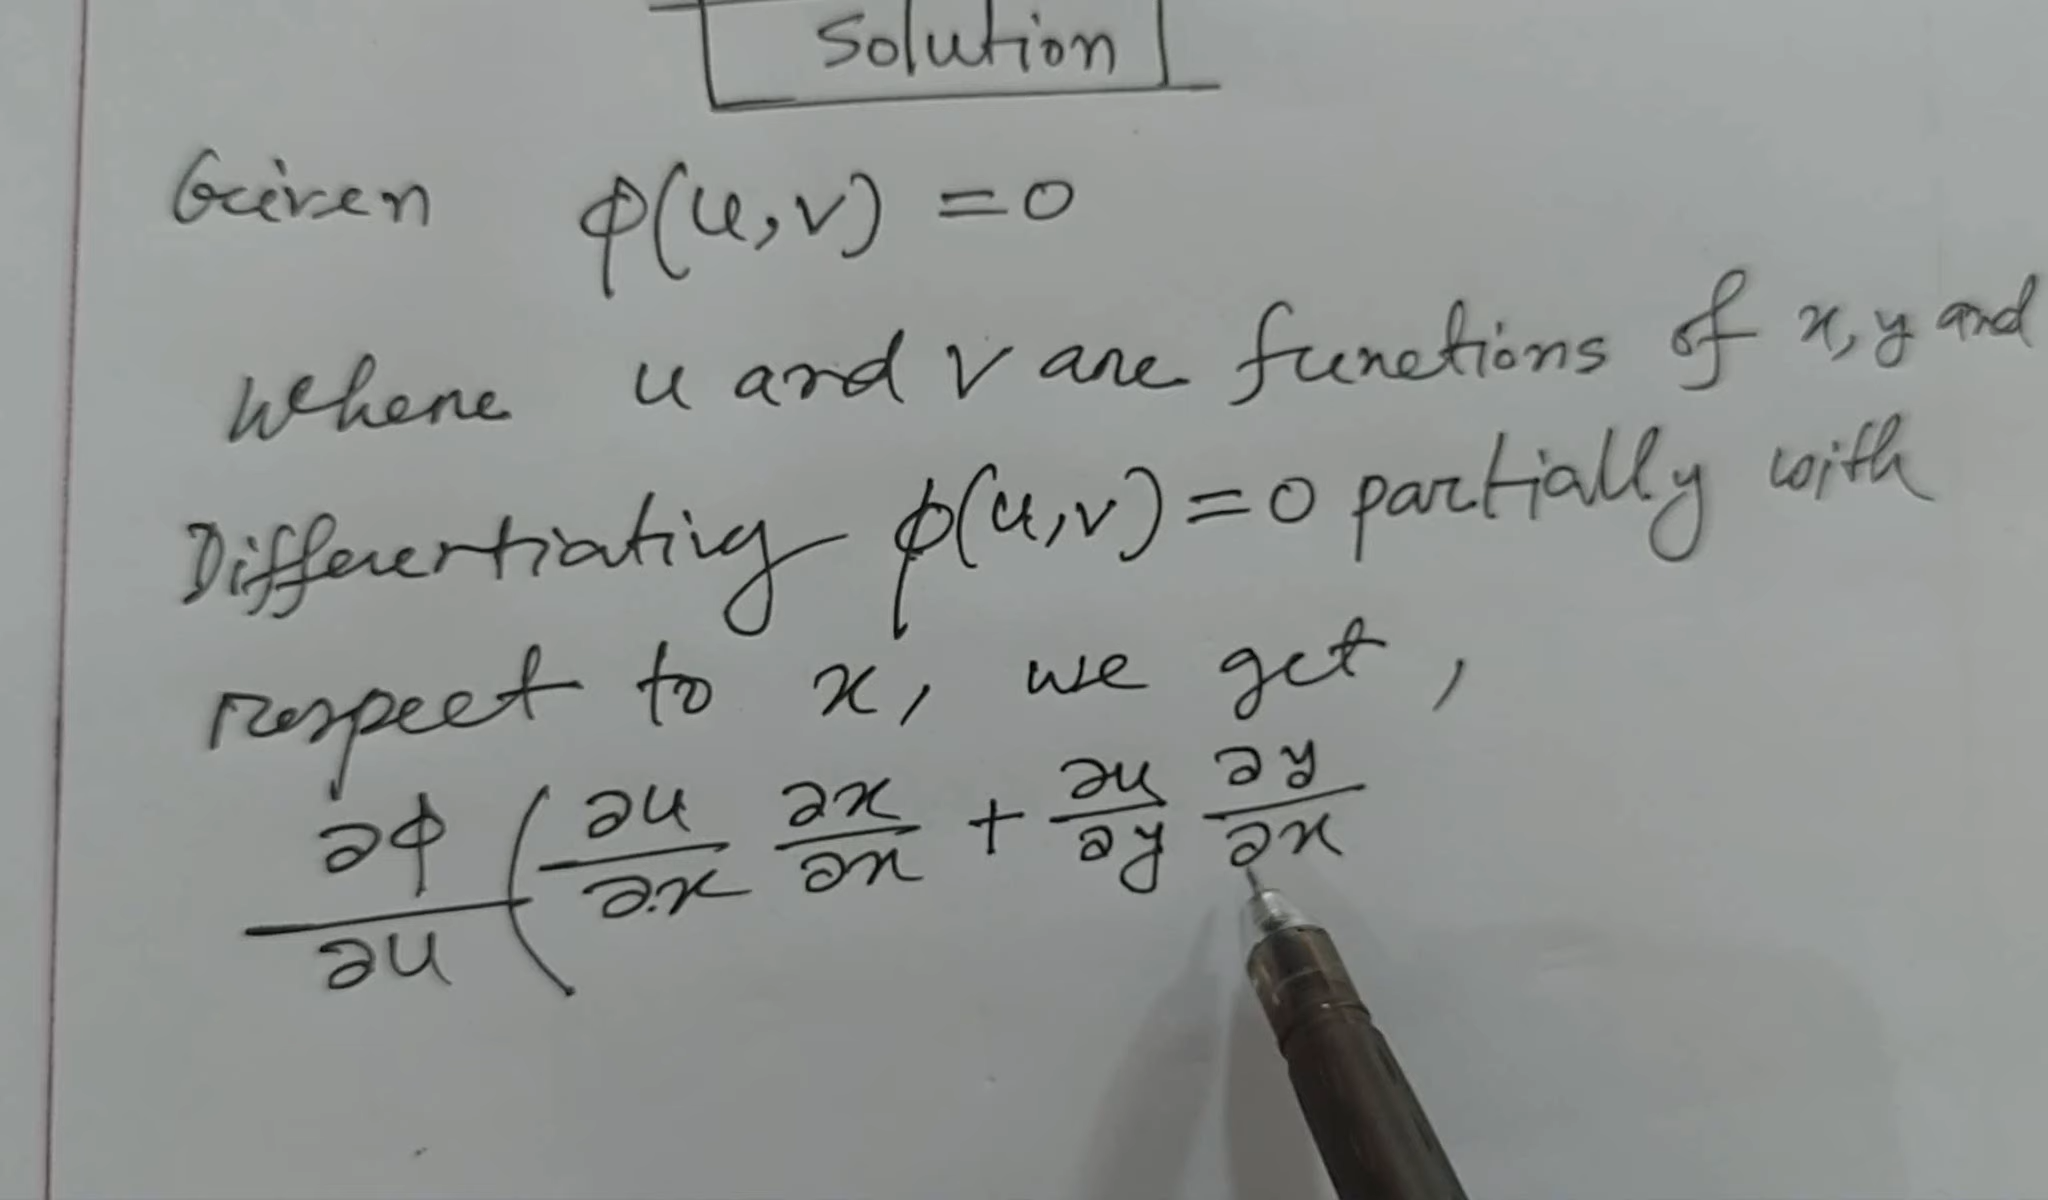 Solution
Given φ(u,v) =0
Where u and v are functions of x, y and
Differentiating φ(u,v)=0 partially with
respect to x, we get,
∂φ/∂u (∂u/∂x ∂x/∂x + ∂u/∂y ∂y/∂x